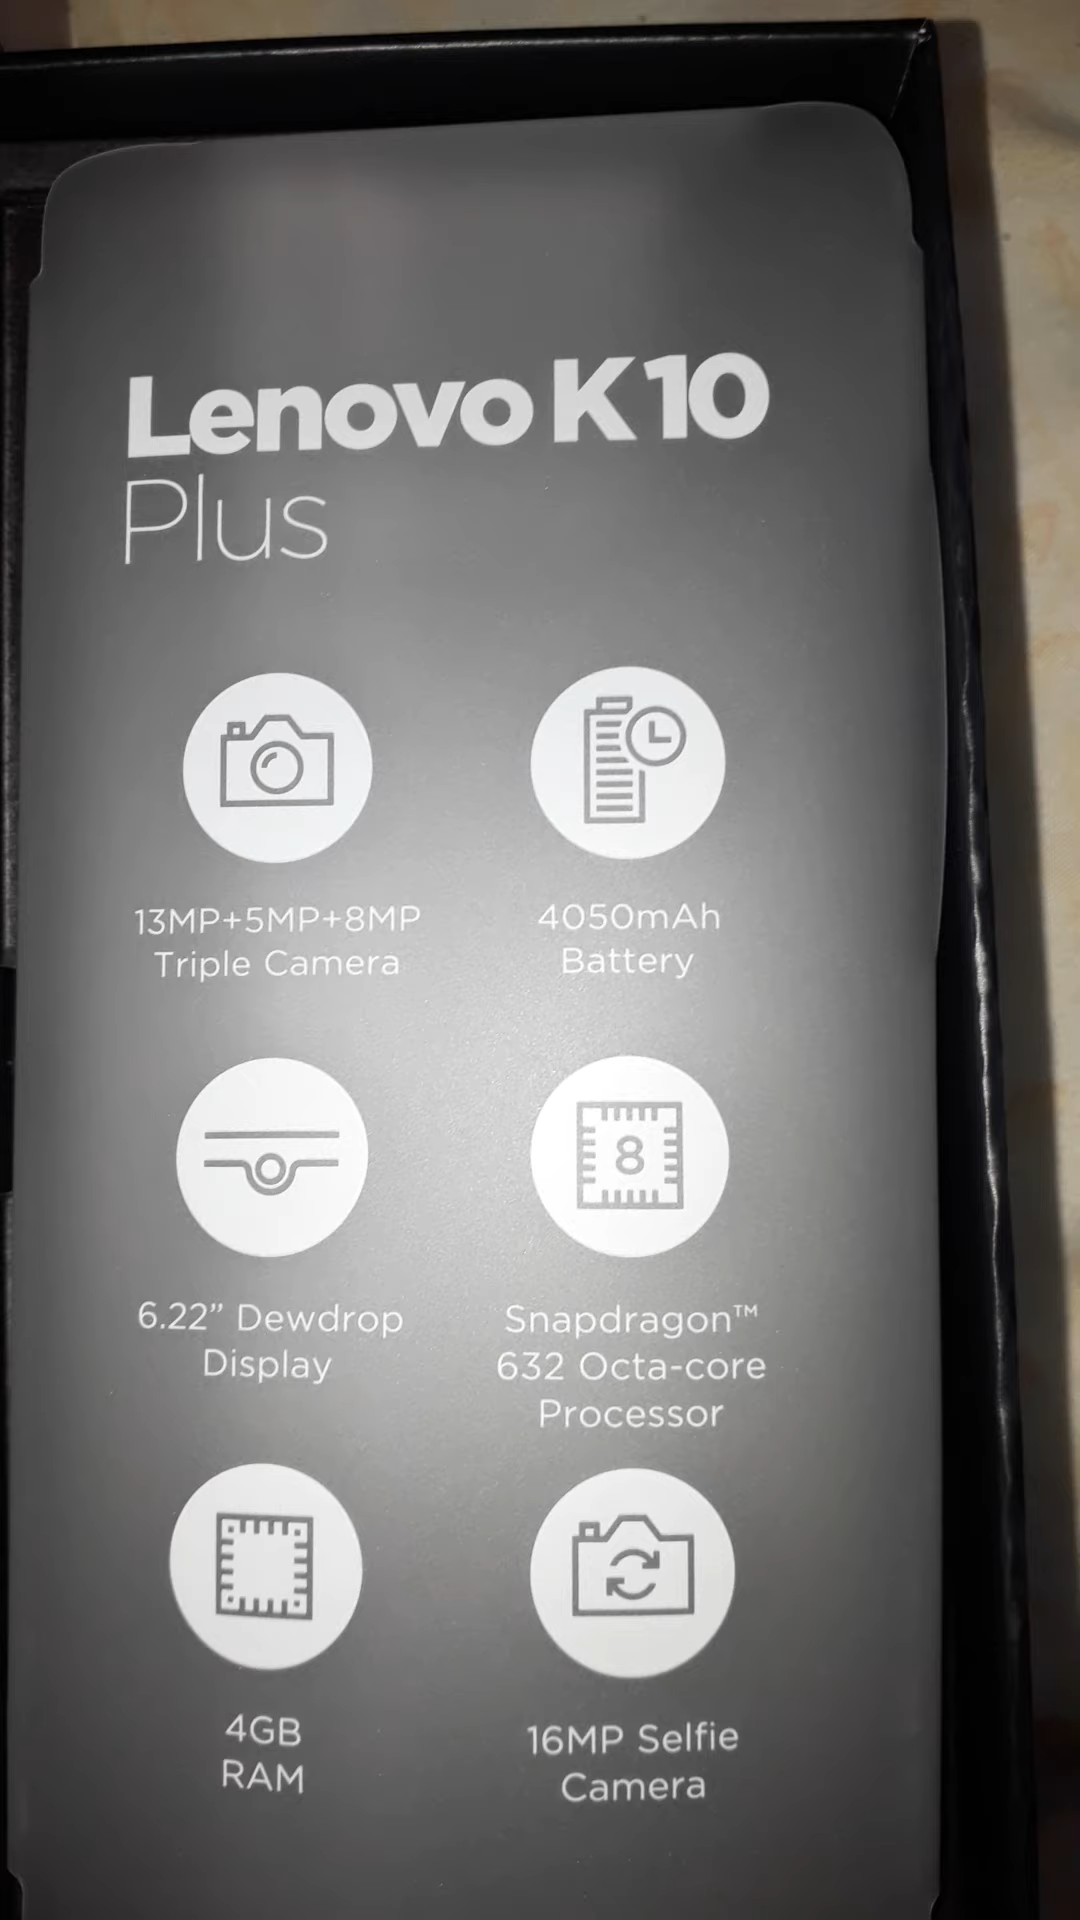 Lenovo K10
Plus
13MP+5MP+8MP
Triple Camera
4050mAh
Battery
6.22” Dewdrop
Display
8
Snapdragon™
632 Octa-core
Processor
4GB
RAM
16MP Selfie
Camera